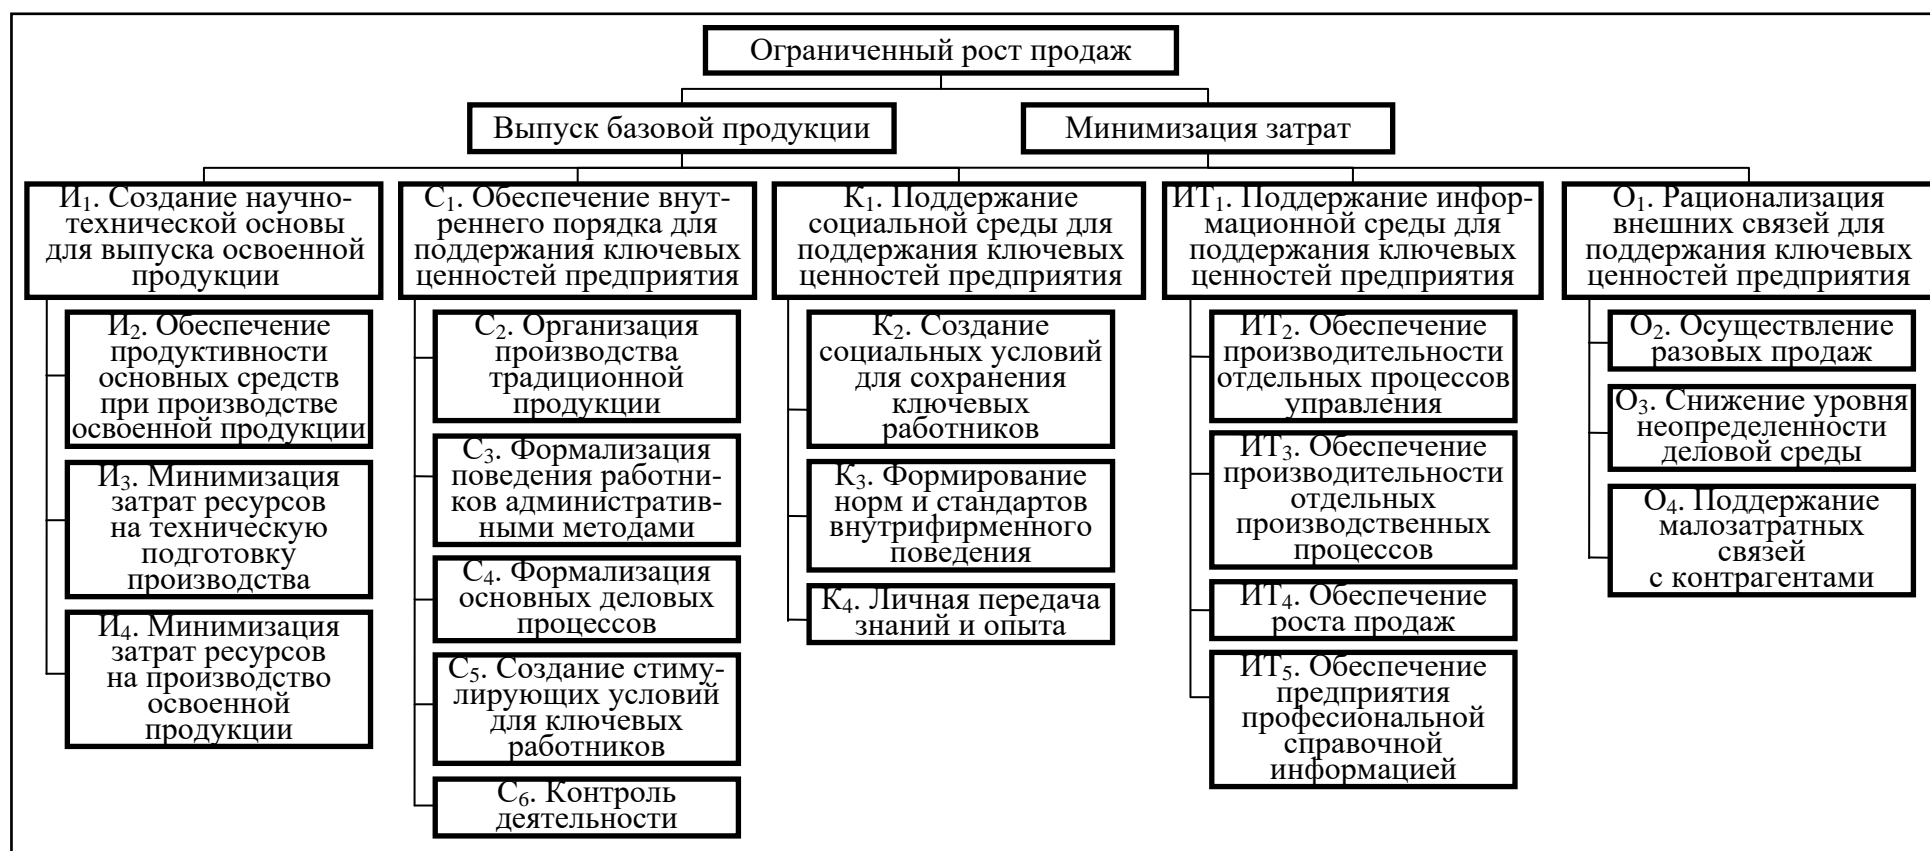 Ограниченный рост продаж
Выпуск базовой продукции
Минимизация затрат
И₁. Создание научно-
технической основы
для выпуска освоенной
продукции
И₂. Обеспечение
продуктивности
основных средств
при производстве
освоенной продукции
И₃. Минимизация
затрат ресурсов
на техническую
подготовку
производства
И₄. Минимизация
затрат ресурсов
на производство
освоенной
продукции
С₁. Обеспечение внут-
реннего порядка для
поддержания ключевых
ценностей предприятия
С₂. Организация
производства
традиционной
продукции
С₃. Формализация
поведения работни-
ков административ-
ными методами
С₄. Формализация
основных деловых
процессов
С₅. Создание стиму-
лирующих условий
для ключевых
работников
С₆. Контроль
деятельности
К₁. Поддержание
социальной среды для
поддержания ключевых
ценностей предприятия
К₂. Создание
социальных условий
для сохранения
ключевых
работников
К₃. Формирование
норм и стандартов
внутрифирменного
поведения
К₄. Личная передача
знаний и опыта
ИТ₁. Поддержание инфор-
мационной среды для
поддержания ключевых
ценностей предприятия
ИТ₂. Обеспечение
производительности
отдельных процессов
управления
ИТ₃. Обеспечение
производительности
отдельных
производственных
процессов
ИТ₄. Обеспечение
роста продаж
ИТ₅. Обеспечение
предприятия
професиональной
справочной
информацией
О₁. Рационализация
внешних связей для
поддержания ключевых
ценностей предприятия
О₂. Осуществление
разовых продаж
О₃. Снижение уровня
неопределенности
деловой среды
О₄. Поддержание
малозатратных
связей
с контрагентами